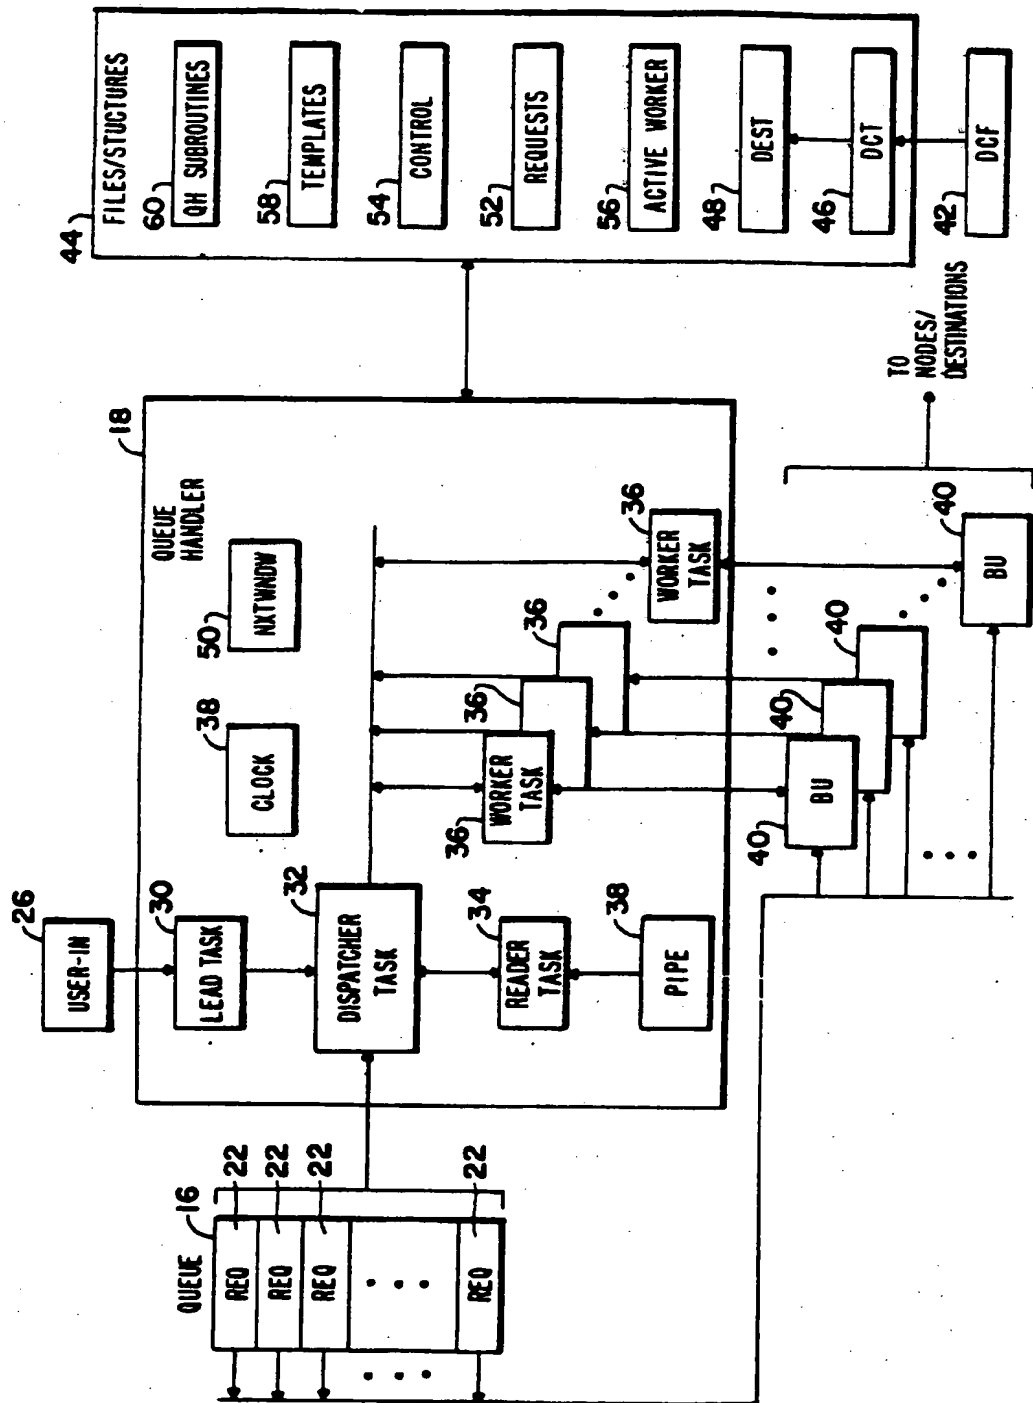 44
FILES/STUCTURES
60
QH SUBROUTINES
58
TEMPLATES
54
CONTROL
52
REQUESTS
56
ACTIVE WORKER
48
DEST
46
DCT
42
DCF
18
QUEUE
HANDLER
38
CLOCK
50
NXTWNDW
26
USER-IN
30
LEAD TASK
32
DISPATCHER
TASK
34
READER
TASK
38
PIPE
36
WORKER
TASK
36
36
36
WORKER
TASK
40
BU
40
40
40
BU
TO
NODES/
DESTINATIONS
QUEUE
16
REQ
22
REQ
22
REQ
22
REQ
22